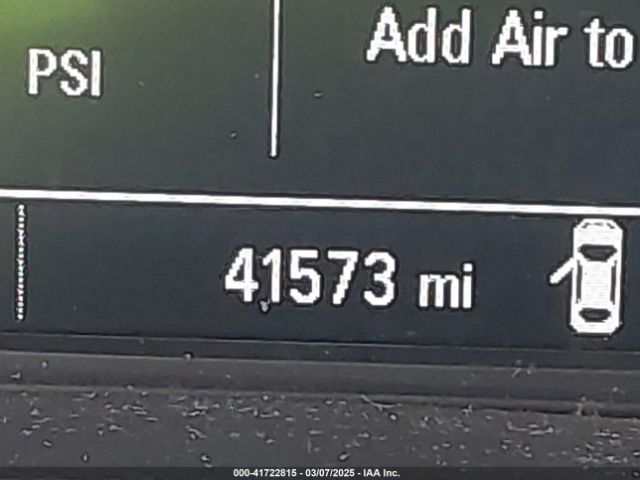 PSI
Add Air to
41573 mi
000-41722815 - 03/07/2025 - IAA Inc.